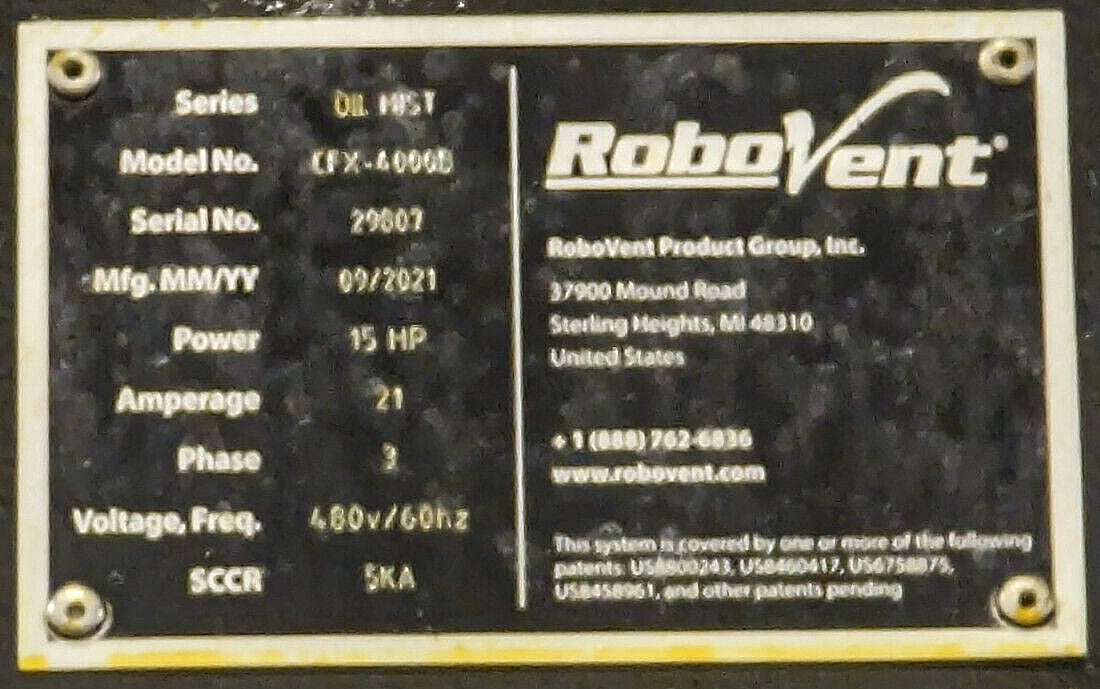 Series OIL MIST
Model No.
Serial No. 29807
Mfg. MM/YY 09/2021
Power 15 HP
Amperage 21
Phase 3
Voltage, Freq. 480v/60hz
SCCR 5KA
RoboVent®
RoboVent Product Group, Inc.
37900 Mound Road
Sterling Heights, MI 48310
United States
+ 1 (888) 762-6836
www.robovent.com
This system is covered by one or more of the following
patents: US8460417, US6758875,
US8458961, and other patents pending